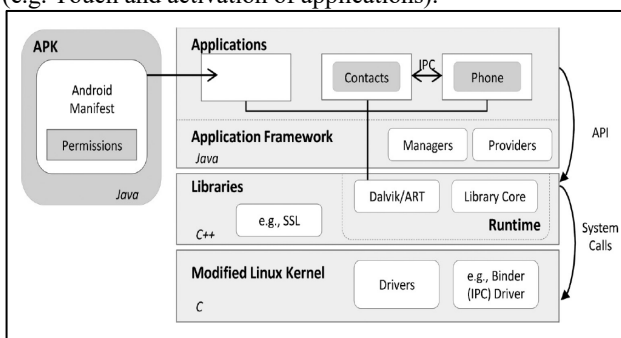 (e.g. Touch and activation of applications).
APK
Android
Manifest
Permissions
Java
Applications
Contacts
IPC
Phone
Application Framework
Java
Managers
Providers
API
Libraries
C++
e.g., SSL
Dalvik/ART
Library Core
Runtime
System
Calls
Modified Linux Kernel
C
Drivers
e.g., Binder
(IPC) Driver